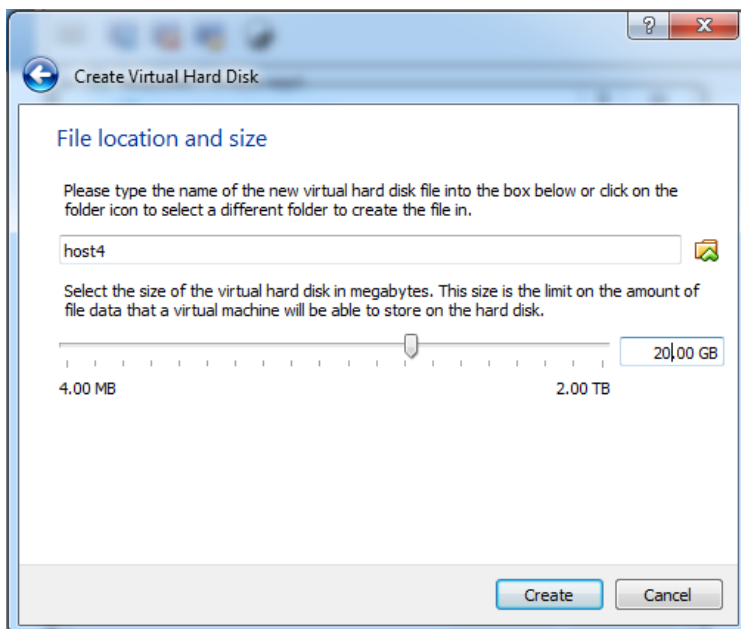 Create Virtual Hard Disk
File location and size
Please type the name of the new virtual hard disk file into the box below or click on the
folder icon to select a different folder to create the file in.
host4
Select the size of the virtual hard disk in megabytes. This size is the limit on the amount of
file data that a virtual machine will be able to store on the hard disk.
20.00 GB
4.00 MB 2.00 TB
Create Cancel